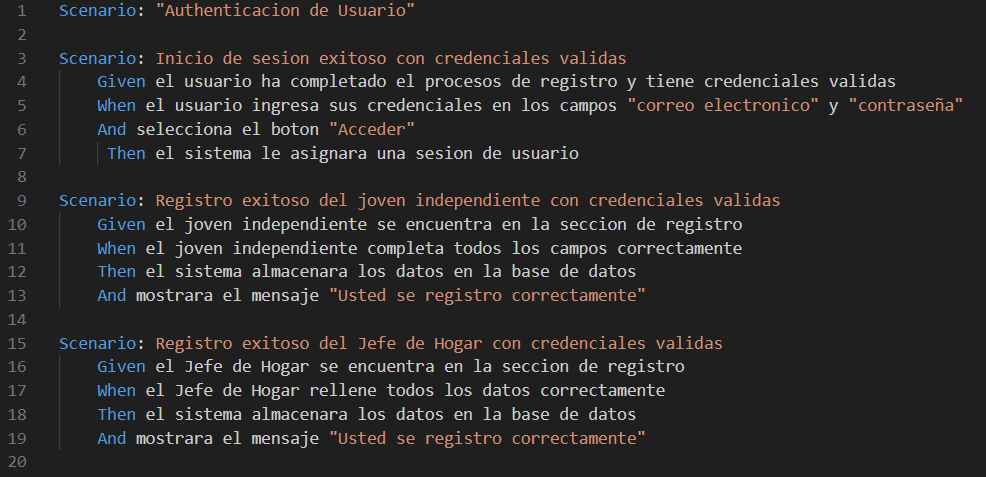 1 Scenario: "Authenticacion de Usuario"
2
3 Scenario: Inicio de sesion exitoso con credenciales validas
4 Given el usuario ha completado el procesos de registro y tiene credenciales validas
5 When el usuario ingresa sus credenciales en los campos "correo electronico" y "contraseña"
6 And selecciona el boton "Acceder"
7 Then el sistema le asignara una sesion de usuario
8
9 Scenario: Registro exitoso del joven independiente con credenciales validas
10 Given el joven independiente se encuentra en la seccion de registro
11 When el joven independiente completa todos los campos correctamente
12 Then el sistema almacenara los datos en la base de datos
13 And mostrara el mensaje "Usted se registro correctamente"
14
15 Scenario: Registro exitoso del Jefe de Hogar con credenciales validas
16 Given el Jefe de Hogar se encuentra en la seccion de registro
17 When el Jefe de Hogar rellene todos los datos correctamente
18 Then el sistema almacenara los datos en la base de datos
19 And mostrara el mensaje "Usted se registro correctamente"
20